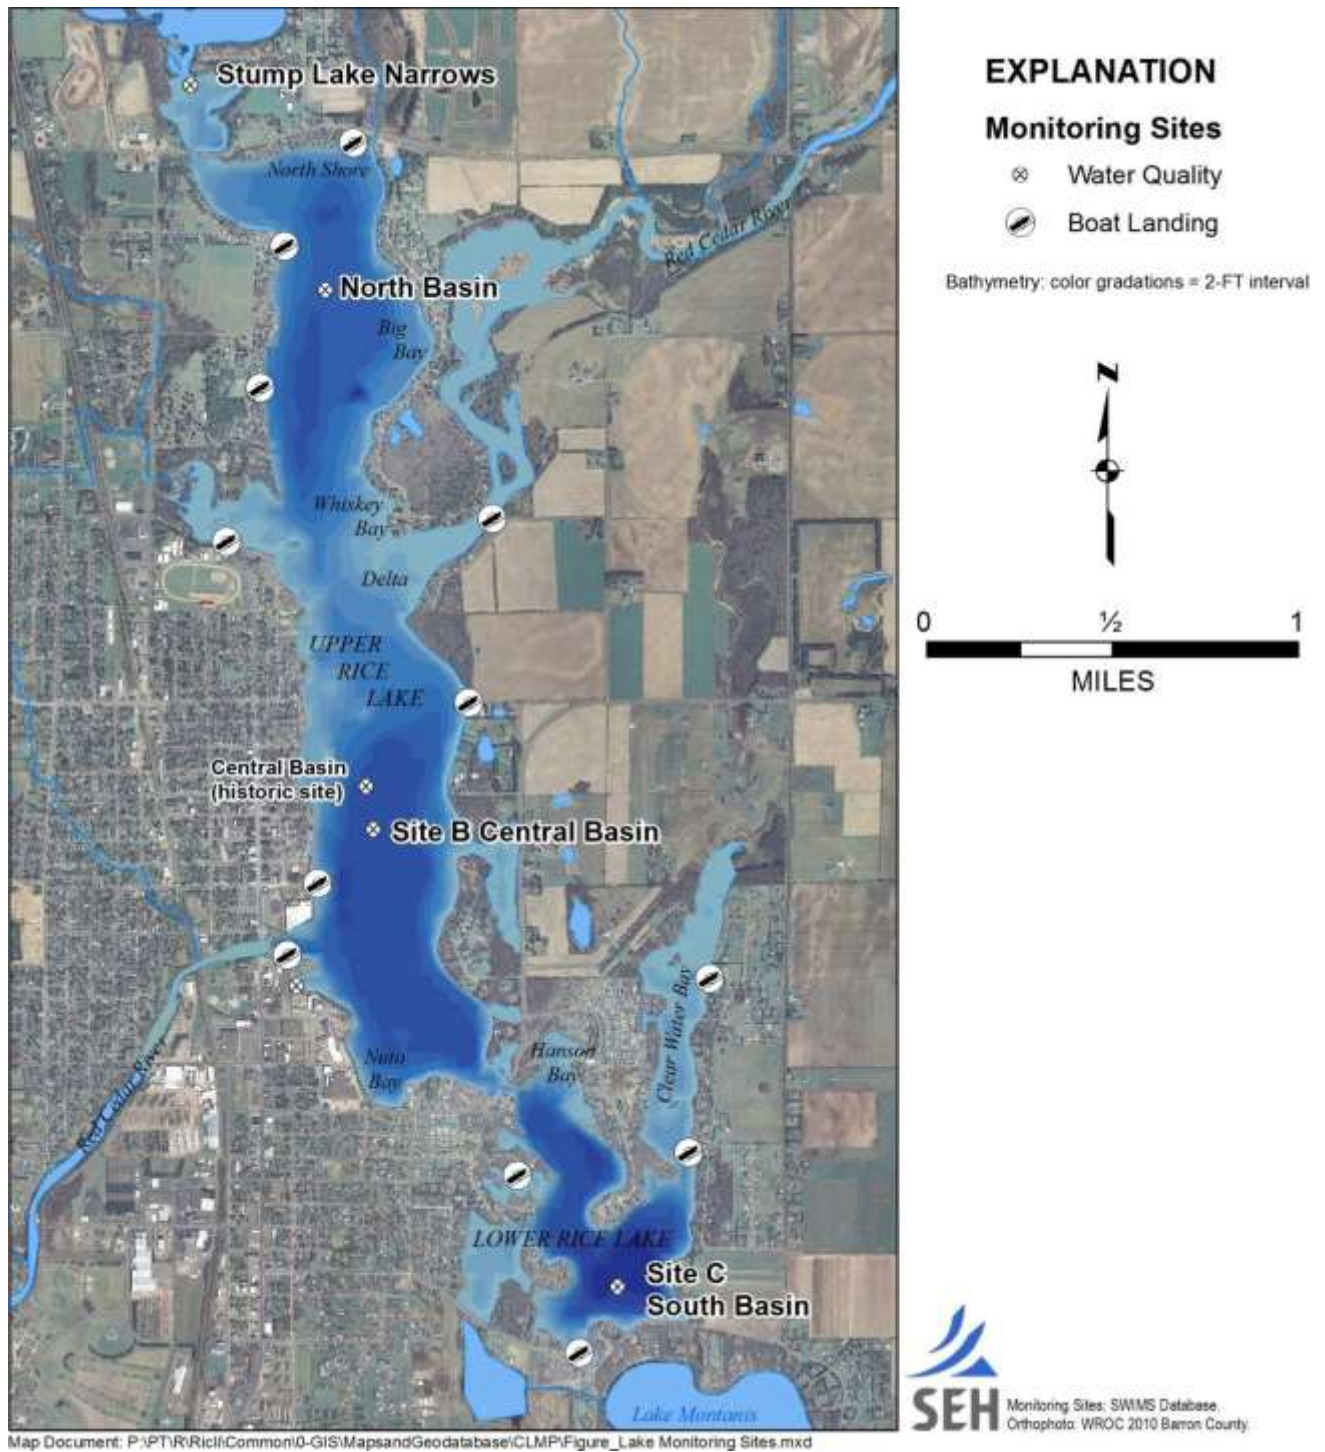 Stump Lake Narrows
North Shore
Red Cedar River
North Basin
Big
Bay
Whiskey
Bay
Delta
UPPER
RICE
LAKE
Central Basin
(historic site)
Site B Central Basin
Clear Water Bay
Hanson
Bay
Nuto
Bay
Red Cedar River
LOWER RICE LAKE
Site C
South Basin
Lake Montanis
EXPLANATION
Monitoring Sites
Water Quality
Boat Landing
Bathymetry: color gradations = 2-FT interval
N
0 ½ 1
MILES
SEH
Monitoring Sites: SWIMS Database.
Orthophoto: WROC 2010 Barron County.
Map Document: P:\PT\R\Ricll\Common\0-GIS\MapsandGeodatabase\CLMP\Figure_Lake Monitoring Sites.mxd